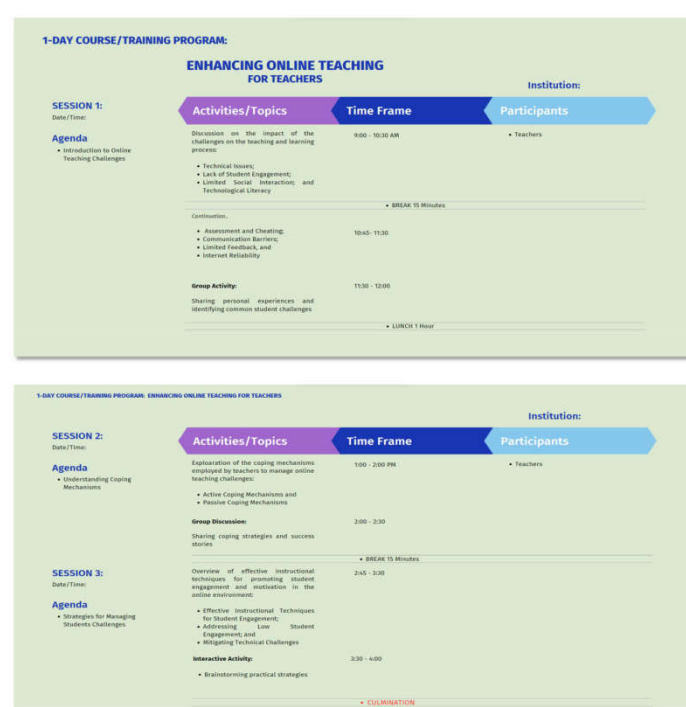 1-DAY COURSE/TRAINING PROGRAM:
ENHANCING ONLINE TEACHING
FOR TEACHERS
Institution:
SESSION 1:
Date/Time:
Agenda
• Introduction to Online
Teaching Challenges
Activities/Topics
Time Frame
Participants
Discussion on the impact of the
challenges on the teaching and learning
process:
• Technical Issues;
• Lack of Student Engagement;
• Limited Social Interaction; and
Technological Literacy
9:00 - 10:30 AM
• Teachers
• BREAK 15 Minutes
Continuation..
• Assessment and Cheating;
• Communication Barriers;
• Limited Feedback, and
• Internet Reliability
10:45- 11:30
Group Activity:
11:30 - 12:00
Sharing personal experiences and
identifying common student challenges
• LUNCH 1 Hour
1-DAY COURSE/TRAINING PROGRAM: ENHANCING ONLINE TEACHING FOR TEACHERS
Institution:
SESSION 2:
Date/Time:
Agenda
• Understanding Coping
Mechanisms
Activities/Topics
Time Frame
Participants
Exploaration of the coping mechanisms
employed by teachers to manage online
teaching challenges:
• Active Coping Mechanisms and
• Passive Coping Mechanisms
1:00 - 2:00 PM
• Teachers
Group Discussion:
2:00 - 2:30
Sharing coping strategies and success
stories
• BREAK 15 Minutes
SESSION 3:
Date/Time:
Agenda
• Strategies for Managing
Students Challenges
Overview of effective instructional
techniques for promoting student
engagement and motivation in the
online environment:
• Effective Instructional Techniques
for Student Engagement;
• Addressing Low Student
Engagement; and
• Mitigating Technical Challenges
2:45 - 3:30
Interactive Activity:
3:30 - 4:00
• Brainstorming practical strategies
• CULMINATION